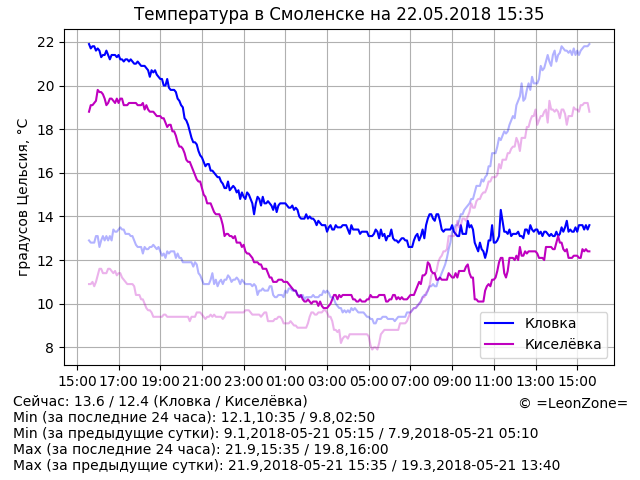 Температура в Смоленске на 22.05.2018 15:35
градусов Цельсия, °C
22
20
18
16
14
12
10
8
15:00 17:00 19:00 21:00 23:00 01:00 03:00 05:00 07:00 09:00 11:00 13:00 15:00
Кловка
Киселёвка
Сейчас: 13.6 / 12.4 (Кловка / Киселёвка)
© =LeonZone=
Min (за последние 24 часа): 12.1,10:35 / 9.8,02:50
Min (за предыдущие сутки): 9.1,2018-05-21 05:15 / 7.9,2018-05-21 05:10
Max (за последние 24 часа): 21.9,15:35 / 19.8,16:00
Max (за предыдущие сутки): 21.9,2018-05-21 15:35 / 19.3,2018-05-21 13:40